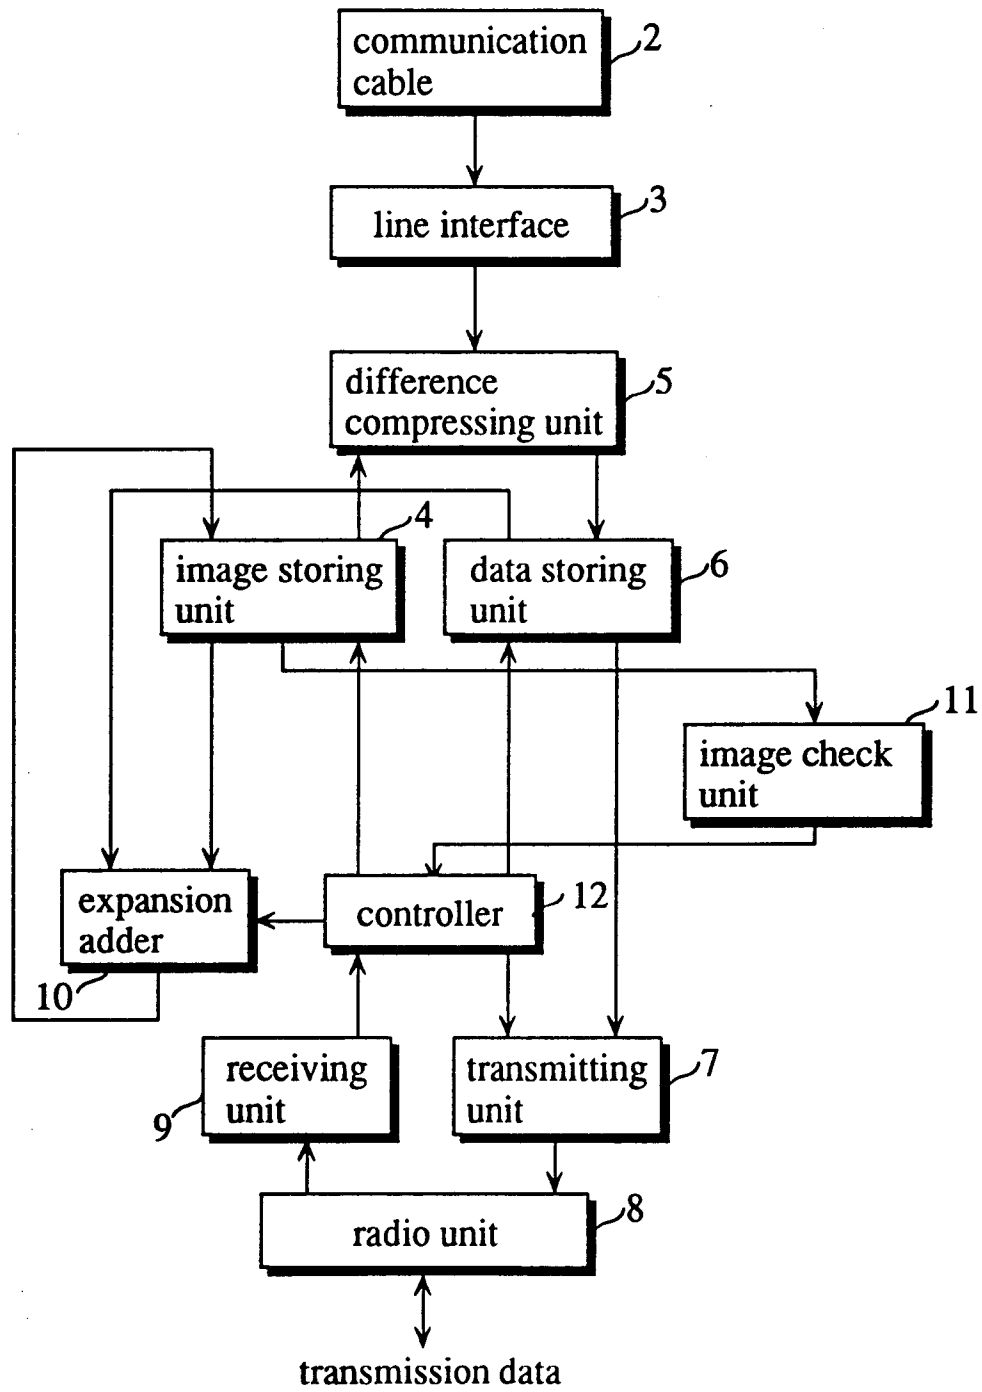 communication
cable
2
line interface
3
difference
compressing unit
5
image storing
unit
4
data storing
unit
6
image check
unit
11
expansion
adder
10
controller
12
receiving
unit
9
transmitting
unit
7
radio unit
8
transmission data